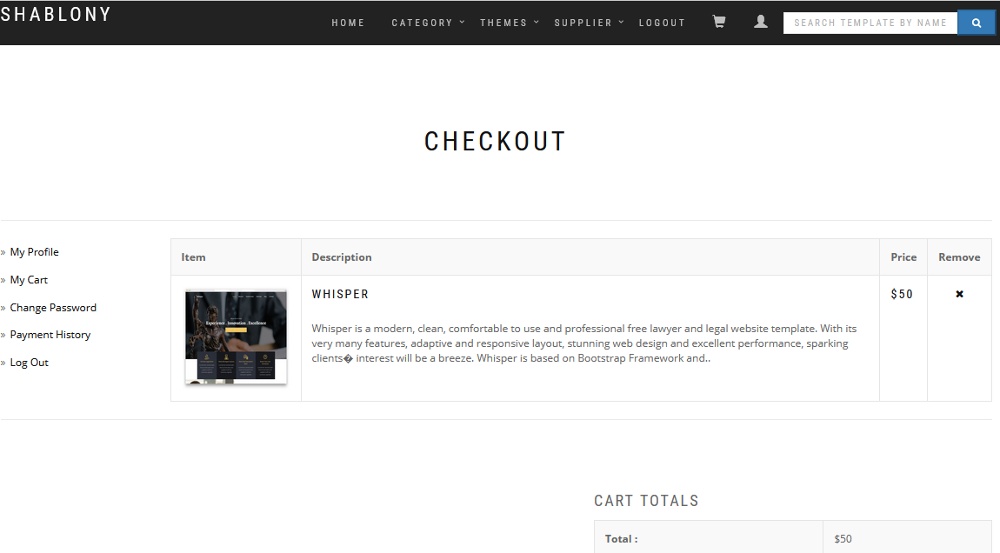 SHABLONY
HOME CATEGORY THEMES SUPPLIER LOGOUT SEARCH TEMPLATE BY NAME
CHECKOUT
» My Profile
» My Cart
» Change Password
» Payment History
» Log Out
Item Description Price Remove
WHISPER $50 ✖
Experience . Innovation . Excellence
Whisper is a modern, clean, comfortable to use and professional free lawyer and legal website template. With its
very many features, adaptive and responsive layout, stunning web design and excellent performance, sparking
clients� interest will be a breeze. Whisper is based on Bootstrap Framework and..
CART TOTALS
Total : $50